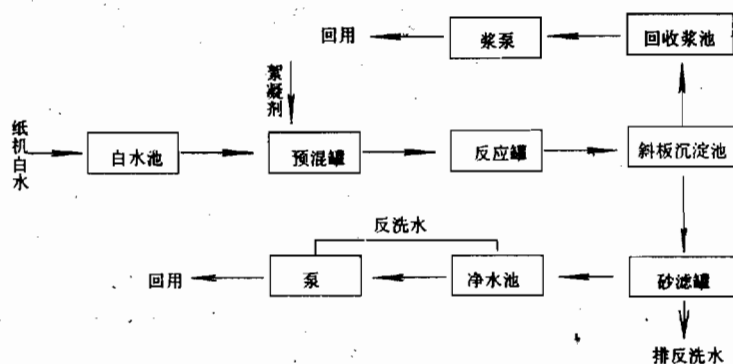 回用
浆泵
回收浆池
絮凝剂
纸机白水
白水池
预混罐
反应罐
斜板沉淀池
反洗水
回用
泵
净水池
砂滤罐
排反洗水